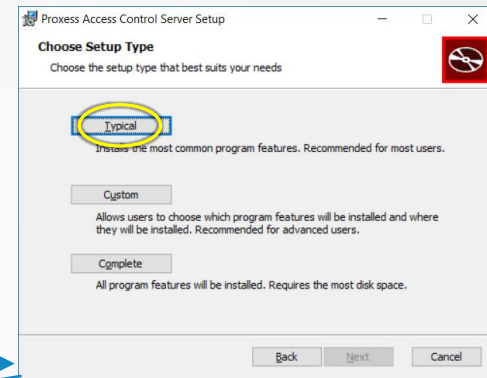 Proxess Access Control Server Setup
Choose Setup Type
Choose the setup type that best suits your needs
Typical
Installs the most common program features. Recommended for most users.
Custom
Allows users to choose which program features will be installed and where
they will be installed. Recommended for advanced users.
Complete
All program features will be installed. Requires the most disk space.
Back Next Cancel